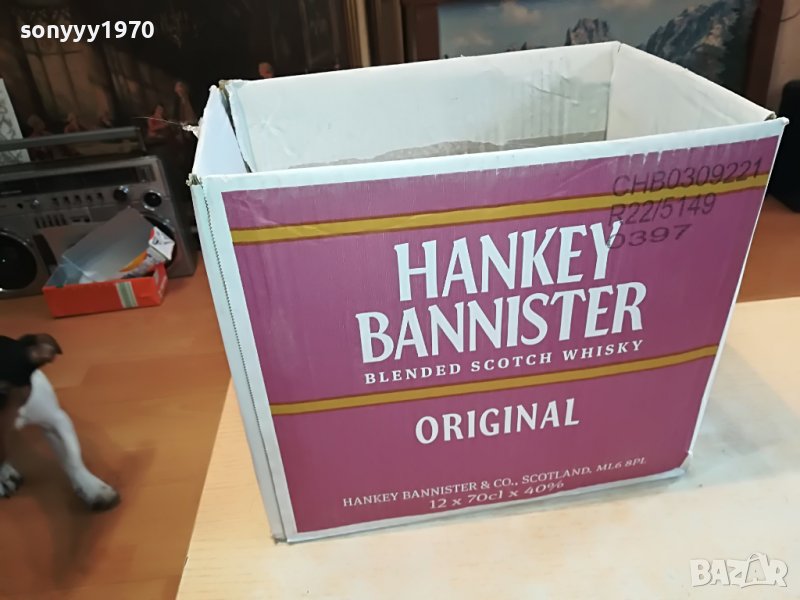 sonyyy1970
CHB0309221
R22/5149
0397
HANKEY
BANNISTER
BLENDED SCOTCH WHISKY
ORIGINAL
HANKEY BANNISTER & CO., SCOTLAND, ML6 8PL
12 x 70cl x 40%
BAZAR